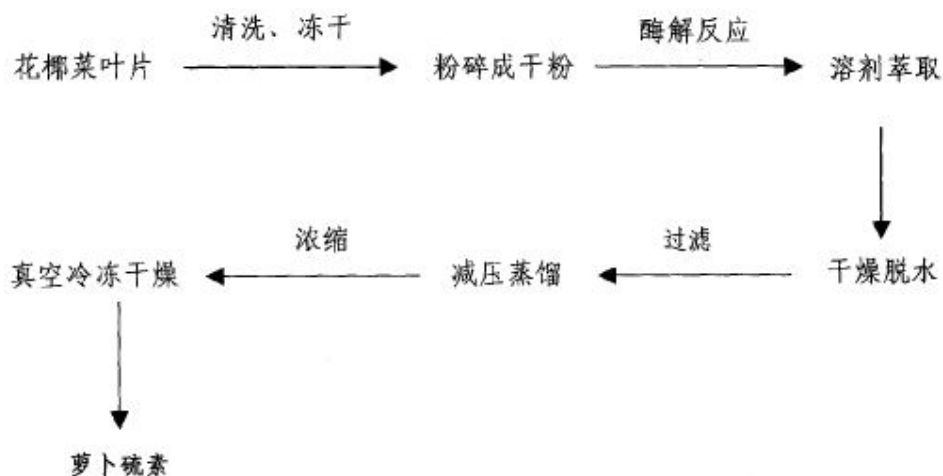 清洗、冻干
酶解反应
花椰菜叶片
粉碎成干粉
溶剂萃取
浓缩
过滤
真空冷冻干燥
减压蒸馏
干燥脱水
萝卜硫素